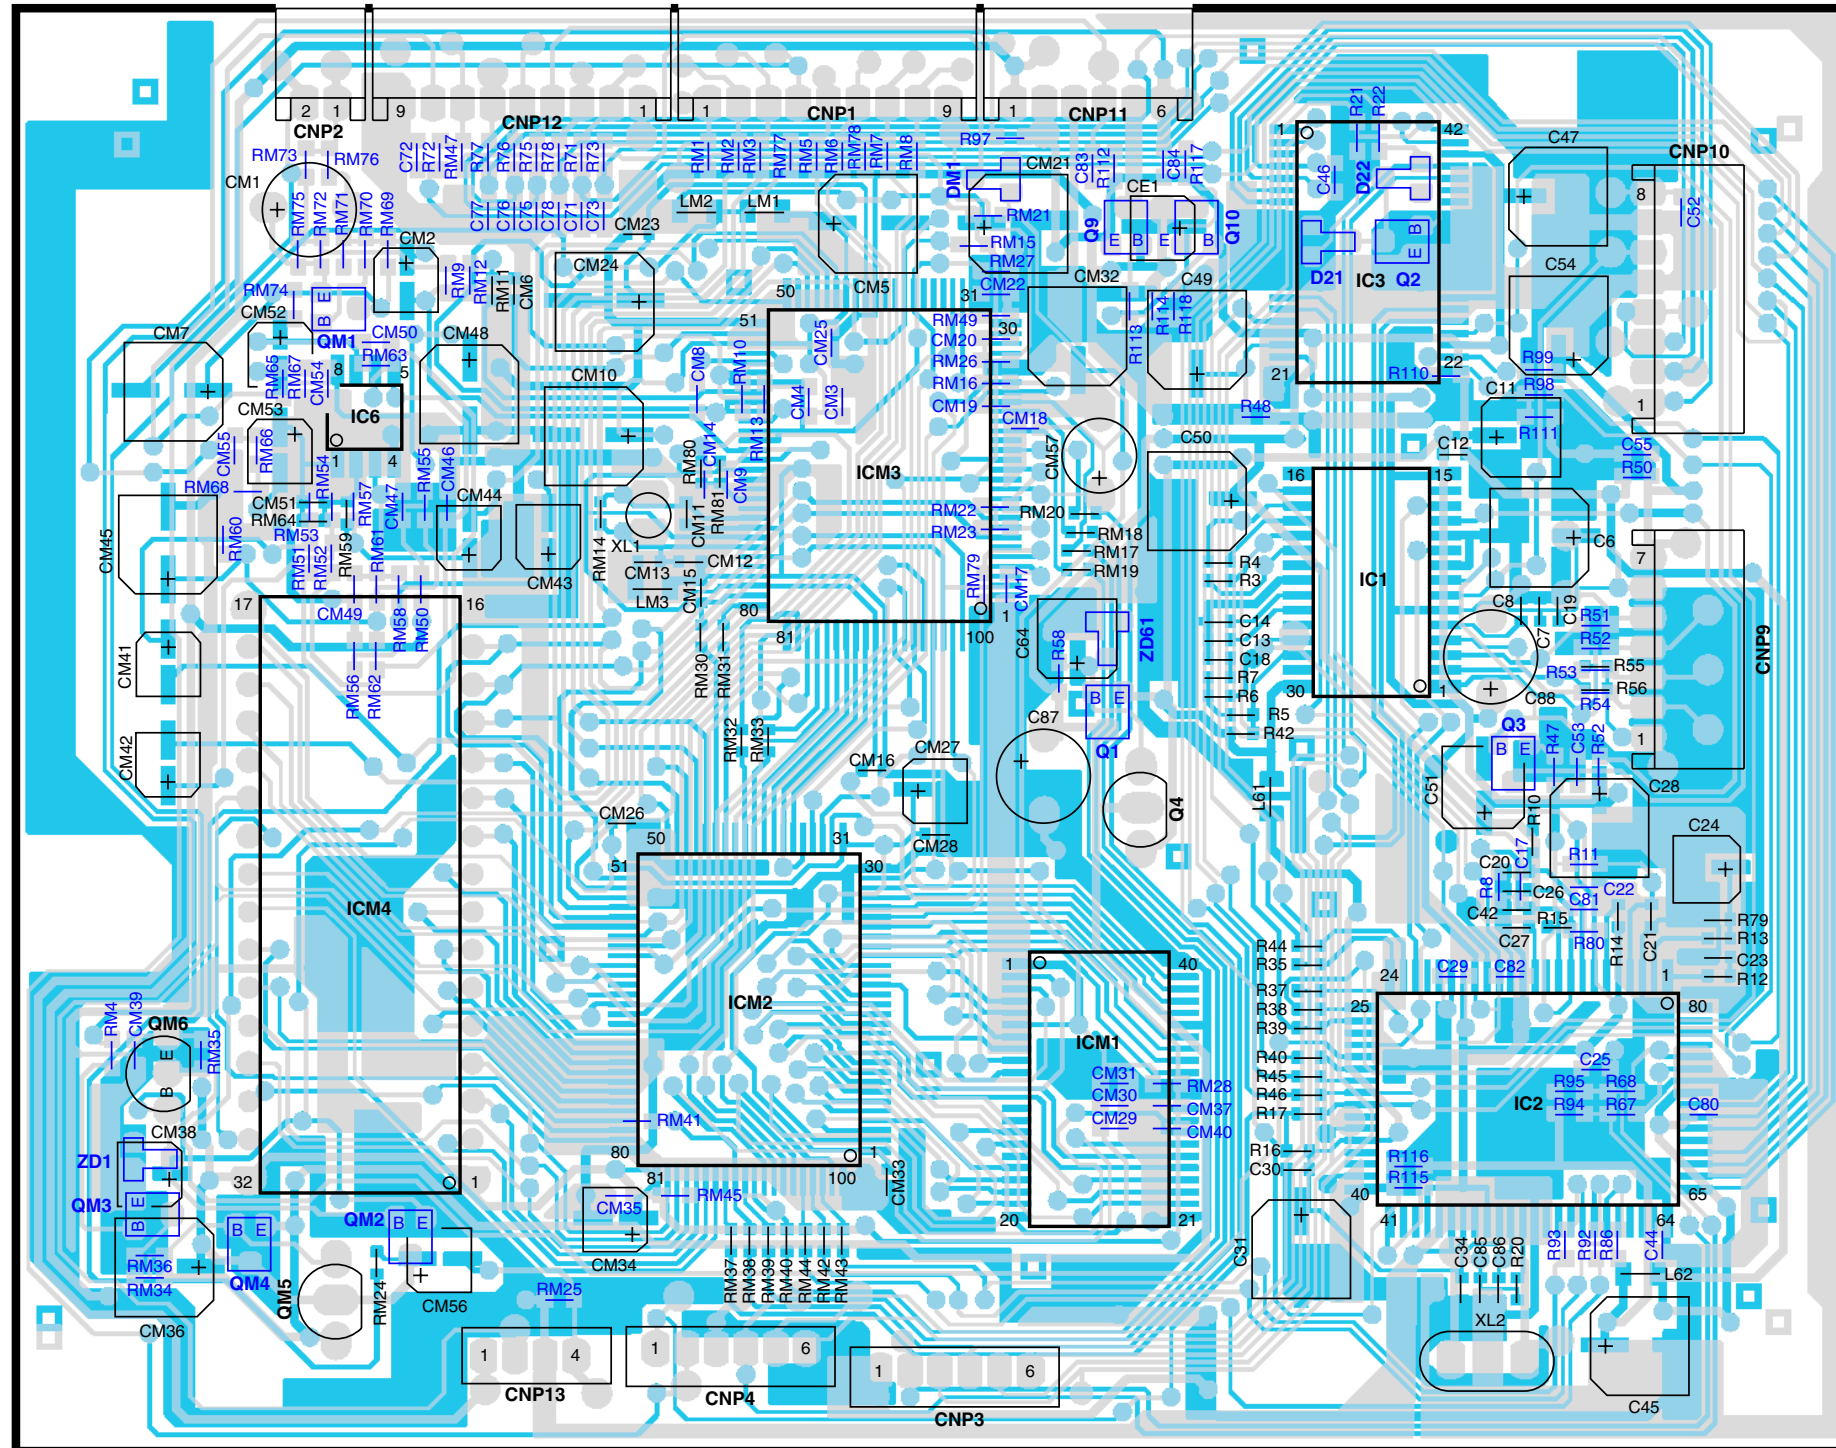 2 1
CNP2
9 1
CNP12
1 9
CNP1
1 6
CNP11
RM73
RM76
CM1
RM75
RM72
RM71
RM70
RM69
C72
R72
RM47
R77
R76
R75
R78
R71
R73
C77
C76
C75
C78
C71
C73
RM1
RM2
RM3
RM77
RM5
RM6
RM78
RM7
RM8
LM2
LM1
CM23
CM24
CM2
RM9
RM12
RM11
CM6
R97
DM1
CM21
C83
R112
C84
R117
CE1
RM21
RM15
RM27
CM22
Q9
E B
E B
Q10
CM32
C49
CM5
R113
R114
R118
R21
R22
1
42
C46
D22
D21
IC3
Q2
E B
21
22
R110
C47
C54
CNP10
8
1
C52
R99
R98
C11
R111
C12
C55
R50
R48
RM74
CM52
B E
QM1
CM50
RM63
CM7
RM65
RM67
CM54
8
5
IC6
1
4
CM53
CM55
RM66
RM68
CM51
RM64
RM53
RM54
RM51
RM52
RM59
RM57
RM61
CM47
RM55
CM46
CM44
CM43
CM48
CM10
CM45
RM60
CM8
RM10
CM14
RM13
RM80
CM9
CM11
RM81
XL1
RM14
CM13
CM12
LM3
CM15
50
31
51
30
CM25
CM4
CM3
ICM3
RM49
CM20
RM26
RM16
CM19
CM18
RM22
RM23
RM79
CM17
80
81
100
1
CM57
RM20
RM18
RM17
RM19
C50
R4
R3
C14
C13
C18
R7
R6
R5
R42
16
15
IC1
30
1
C6
C8
C7
C19
C88
R51
R52
R53
R55
R56
R54
7
CNP9
1
C64
R58
ZD61
B E
Q1
C87
Q4
L61
Q3
B E
R47
C53
R52
C51
R10
C28
C24
R11
C20
C17
R8
C26
C22
C81
C42
C27
R15
R80
R14
C21
R79
R13
C23
R12
17
16
CM49
RM58
RM50
RM56
RM62
CM41
CM42
ICM4
32
1
RM30
RM31
RM32
RM33
CM16
CM27
CM26
CM28
50
31
51
30
ICM2
80
81
100
1
RM41
CM33
CM35
CM34
RM45
1
40
ICM1
CM31
CM30
CM29
RM28
CM37
CM40
20
21
R44
R35
R37
R38
R39
R40
R45
R46
R17
R16
C30
C31
C29
C82
24
1
25
80
C25
R95
R68
R94
R67
IC2
C80
R116
R115
40
41
64
65
C34
C85
C86
R20
R93
R92
R86
C44
L62
XL2
C45
RM4
CM39
RM35
QM6
E
B
CM38
ZD1
QM3
B E
RM36
RM34
CM36
B E
QM4
QM5
RM24
QM2
B E
CM56
RM25
RM37
RM38
RM39
RM40
RM44
RM42
RM43
1 4
CNP13
1 6
CNP4
1 6
CNP3